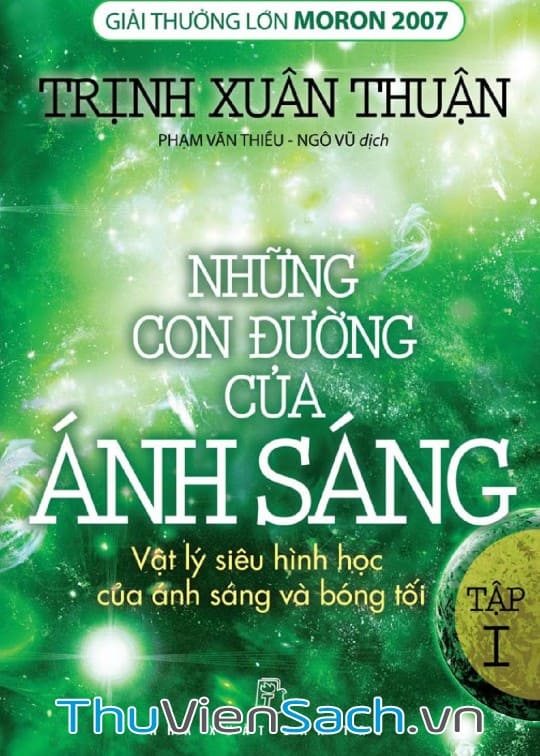 GIẢI THƯỞNG LỚN MORON 2007
TRỊNH XUÂN THUẬN
PHẠM VĂN THIỀU - NGÔ VŨ dịch
NHỮNG
CON ĐƯỜNG
CỦA
ÁNH SÁNG
Vật lý siêu hình học
của ánh sáng và bóng tối
TẬP
I
ThuVienSach.vn